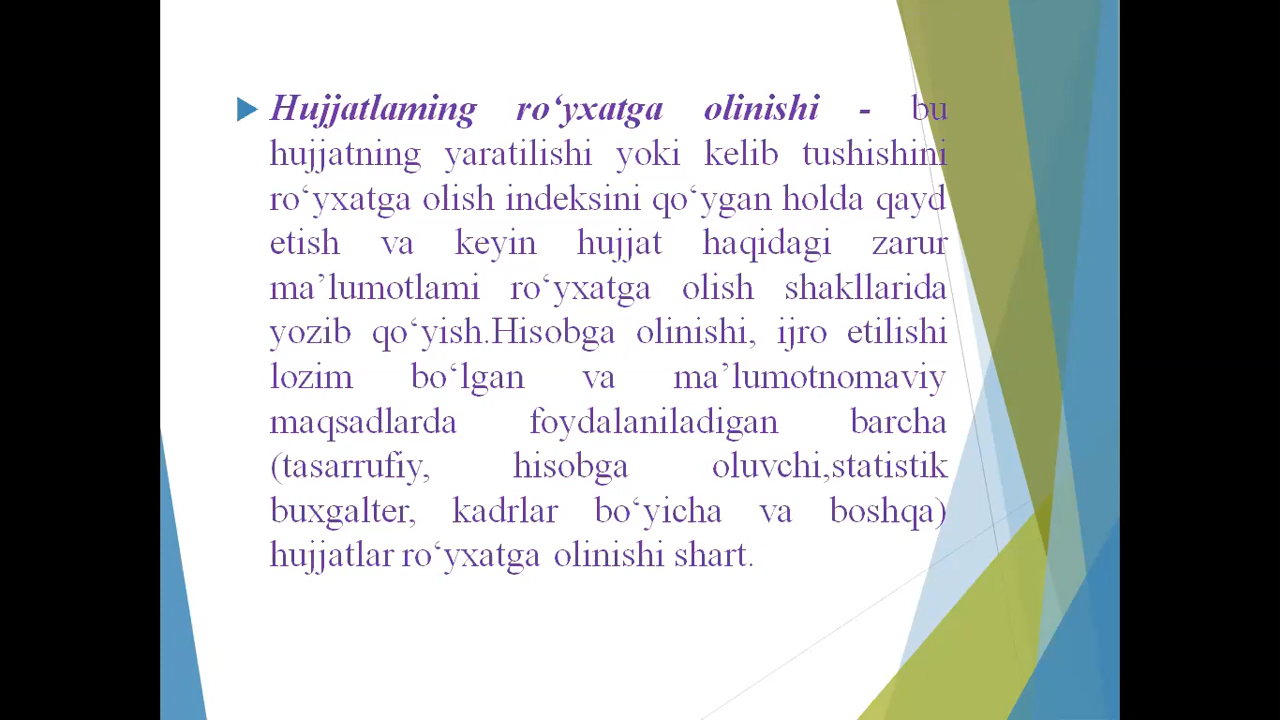 Hujjatlaming ro‘yxatga olinishi - bu
hujjatning yaratilishi yoki kelib tushishini
ro‘yxatga olish indeksini qo‘ygan holda qayd
etish va keyin hujjat haqidagi zarur
ma’lumotlami ro‘yxatga olish shakllarida
yozib qo‘yish.Hisobga olinishi, ijro etilishi
lozim bo‘lgan va ma’lumotnomaviy
maqsadlarda foydalaniladigan barcha
(tasarrufiy, hisobga oluvchi,statistik
buxgalter, kadrlar bo‘yicha va boshqa)
hujjatlar ro‘yxatga olinishi shart.